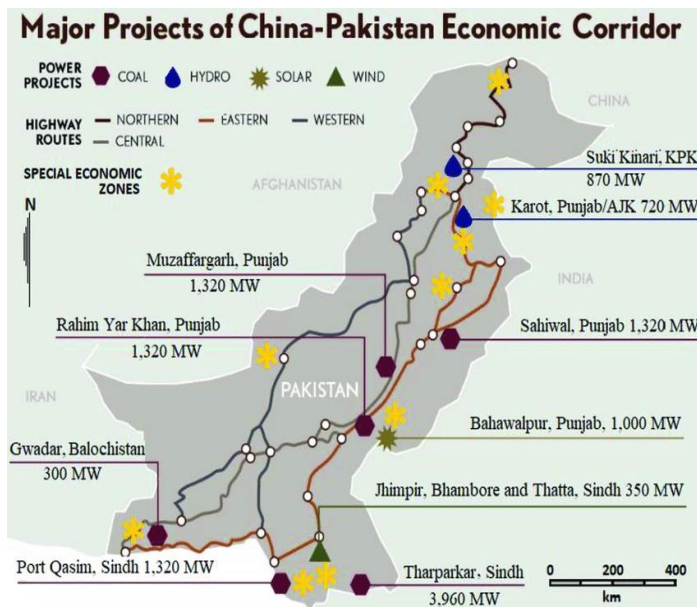 Major Projects of China-Pakistan Economic Corridor
POWER
PROJECTS
COAL
HYDRO
SOLAR
WIND
HIGHWAY
ROUTES
NORTHERN
EASTERN
WESTERN
CENTRAL
SPECIAL ECONOMIC
ZONES
N
CHINA
AFGHANISTAN
Suki Kinari, KPK
870 MW
Karot, Punjab/AJK 720 MW
Muzaffargarh, Punjab
1,320 MW
INDIA
Rahim Yar Khan, Punjab
1,320 MW
Sahiwal, Punjab 1,320 MW
IRAN
PAKISTAN
Bahawalpur, Punjab, 1,000 MW
Gwadar, Balochistan
300 MW
Jhimpir, Bhambore and Thatta, Sindh 350 MW
Port Qasim, Sindh 1,320 MW
Tharparkar, Sindh
3,960 MW
0 200 400
km